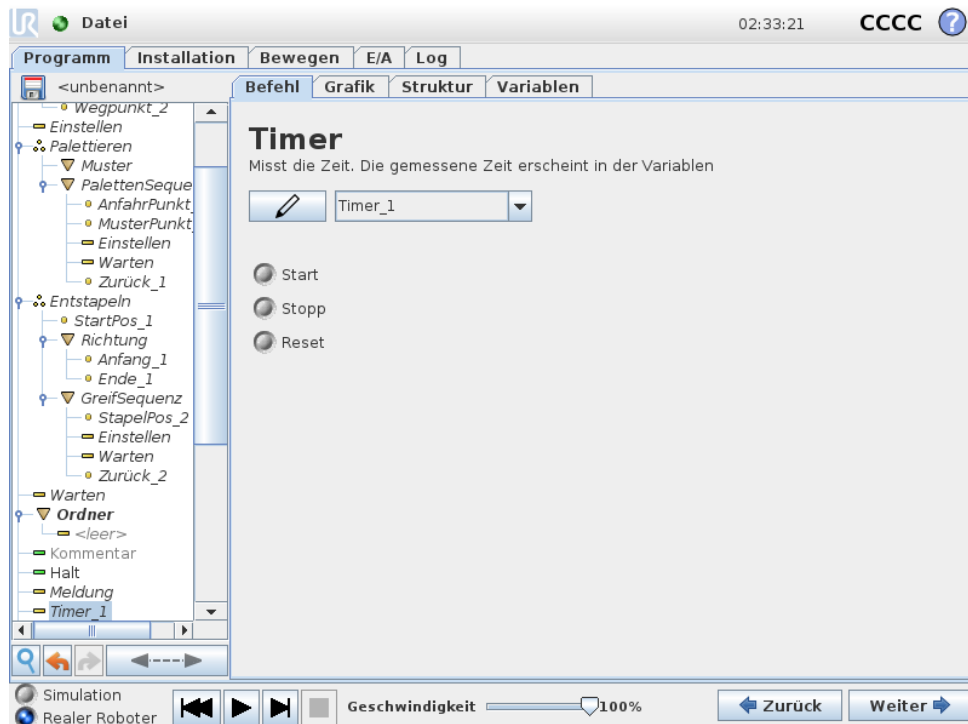 UR Datei 02:33:21 CCCC ?
Programm Installation Bewegen E/A Log
<unbenannt> Befehl Grafik Struktur Variablen
Wegpunkt_2
Einstellen
Palettieren
Muster
PalettenSeque
AnfahrPunkt_
MusterPunkt_
Einstellen
Warten
Zurück_1
Entstapeln
StartPos_1
Richtung
Anfang_1
Ende_1
GreifSequenz
StapelPos_2
Einstellen
Warten
Zurück_2
Warten
Ordner
<leer>
Kommentar
Halt
Meldung
Timer_1
Timer
Misst die Zeit. Die gemessene Zeit erscheint in der Variablen
Timer_1
Start
Stopp
Reset
Simulation
Realer Roboter
Geschwindigkeit 100%
Zurück Weiter